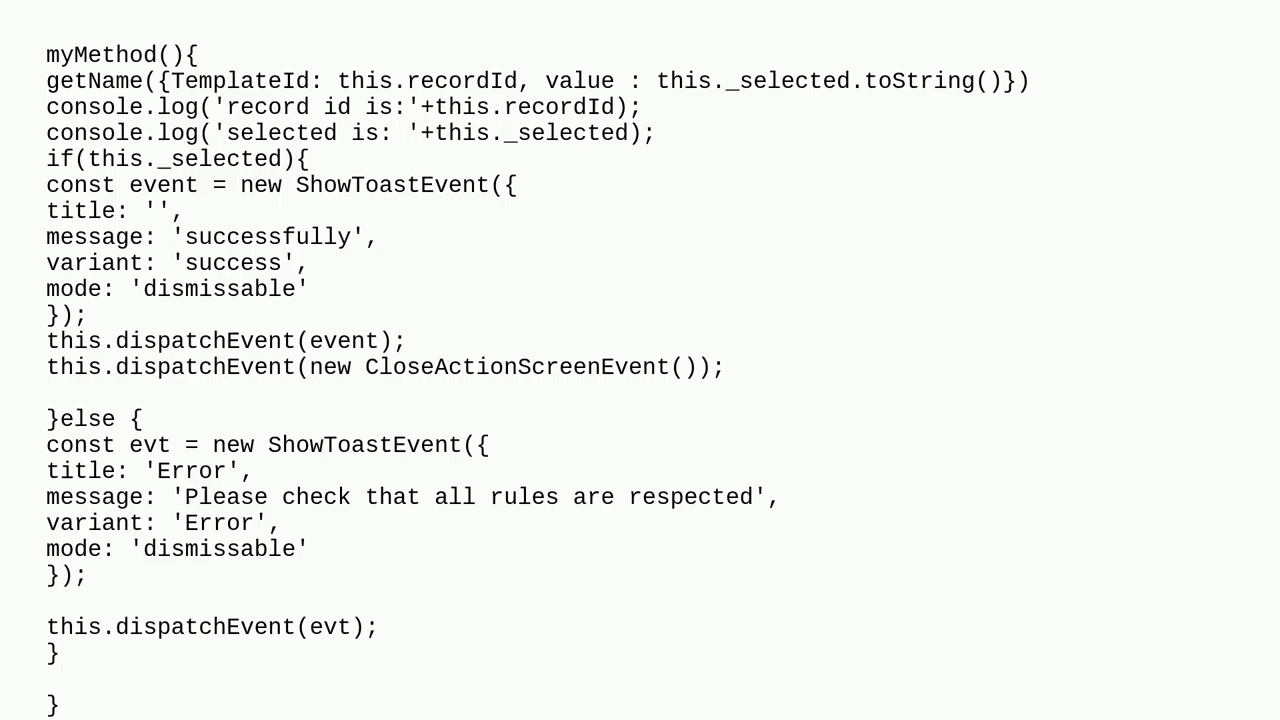 myMethod(){
getName({TemplateId: this.recordId, value : this._selected.toString()})
console.log('record id is:'+this.recordId);
console.log('selected is: '+this._selected);
if(this._selected){
const event = new ShowToastEvent({
title: '',
message: 'successfully',
variant: 'success',
mode: 'dismissable'
});
this.dispatchEvent(event);
this.dispatchEvent(new CloseActionScreenEvent());
}else {
const evt = new ShowToastEvent({
title: 'Error',
message: 'Please check that all rules are respected',
variant: 'Error',
mode: 'dismissable'
});
this.dispatchEvent(evt);
}
}